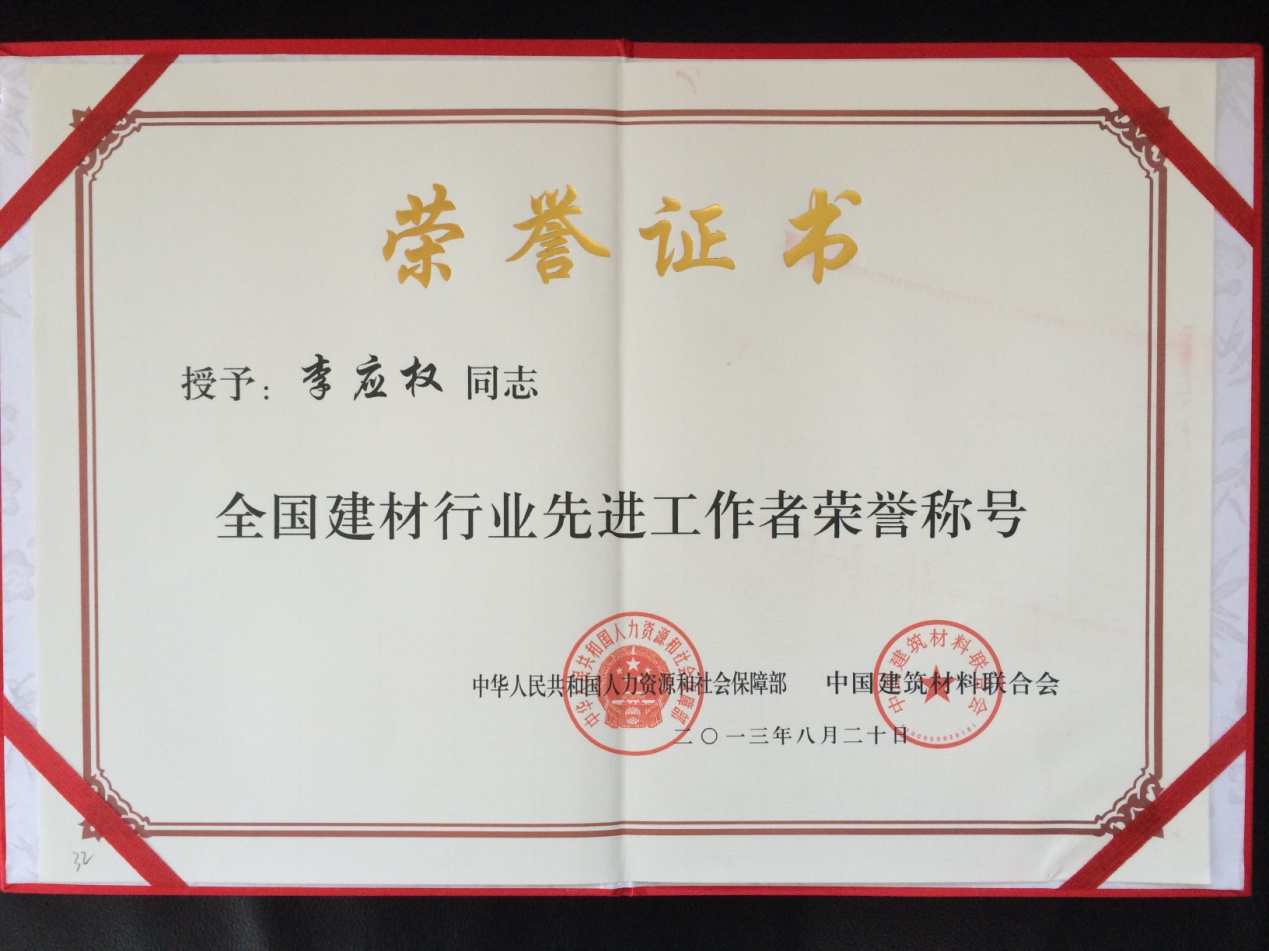 荣誉证书
授予：李应权 同志
全国建材行业先进工作者荣誉称号
中华人民共和国人力资源和社会保障部 中国建筑材料联合会
二〇一三年八月二十日
中华人民共和国人力资源和社会保障部
中国建筑材料联合会
32